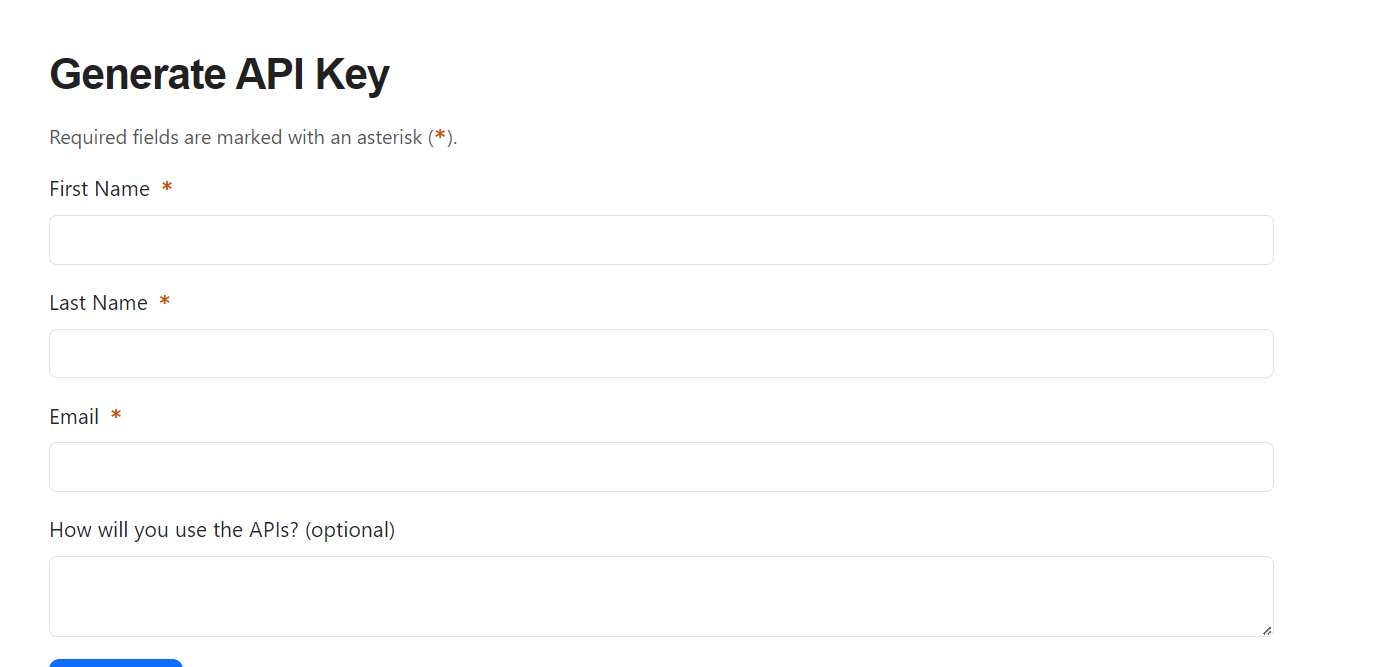 Generate API Key
Required fields are marked with an asterisk (*).
First Name *
Last Name *
Email *
How will you use the APIs? (optional)